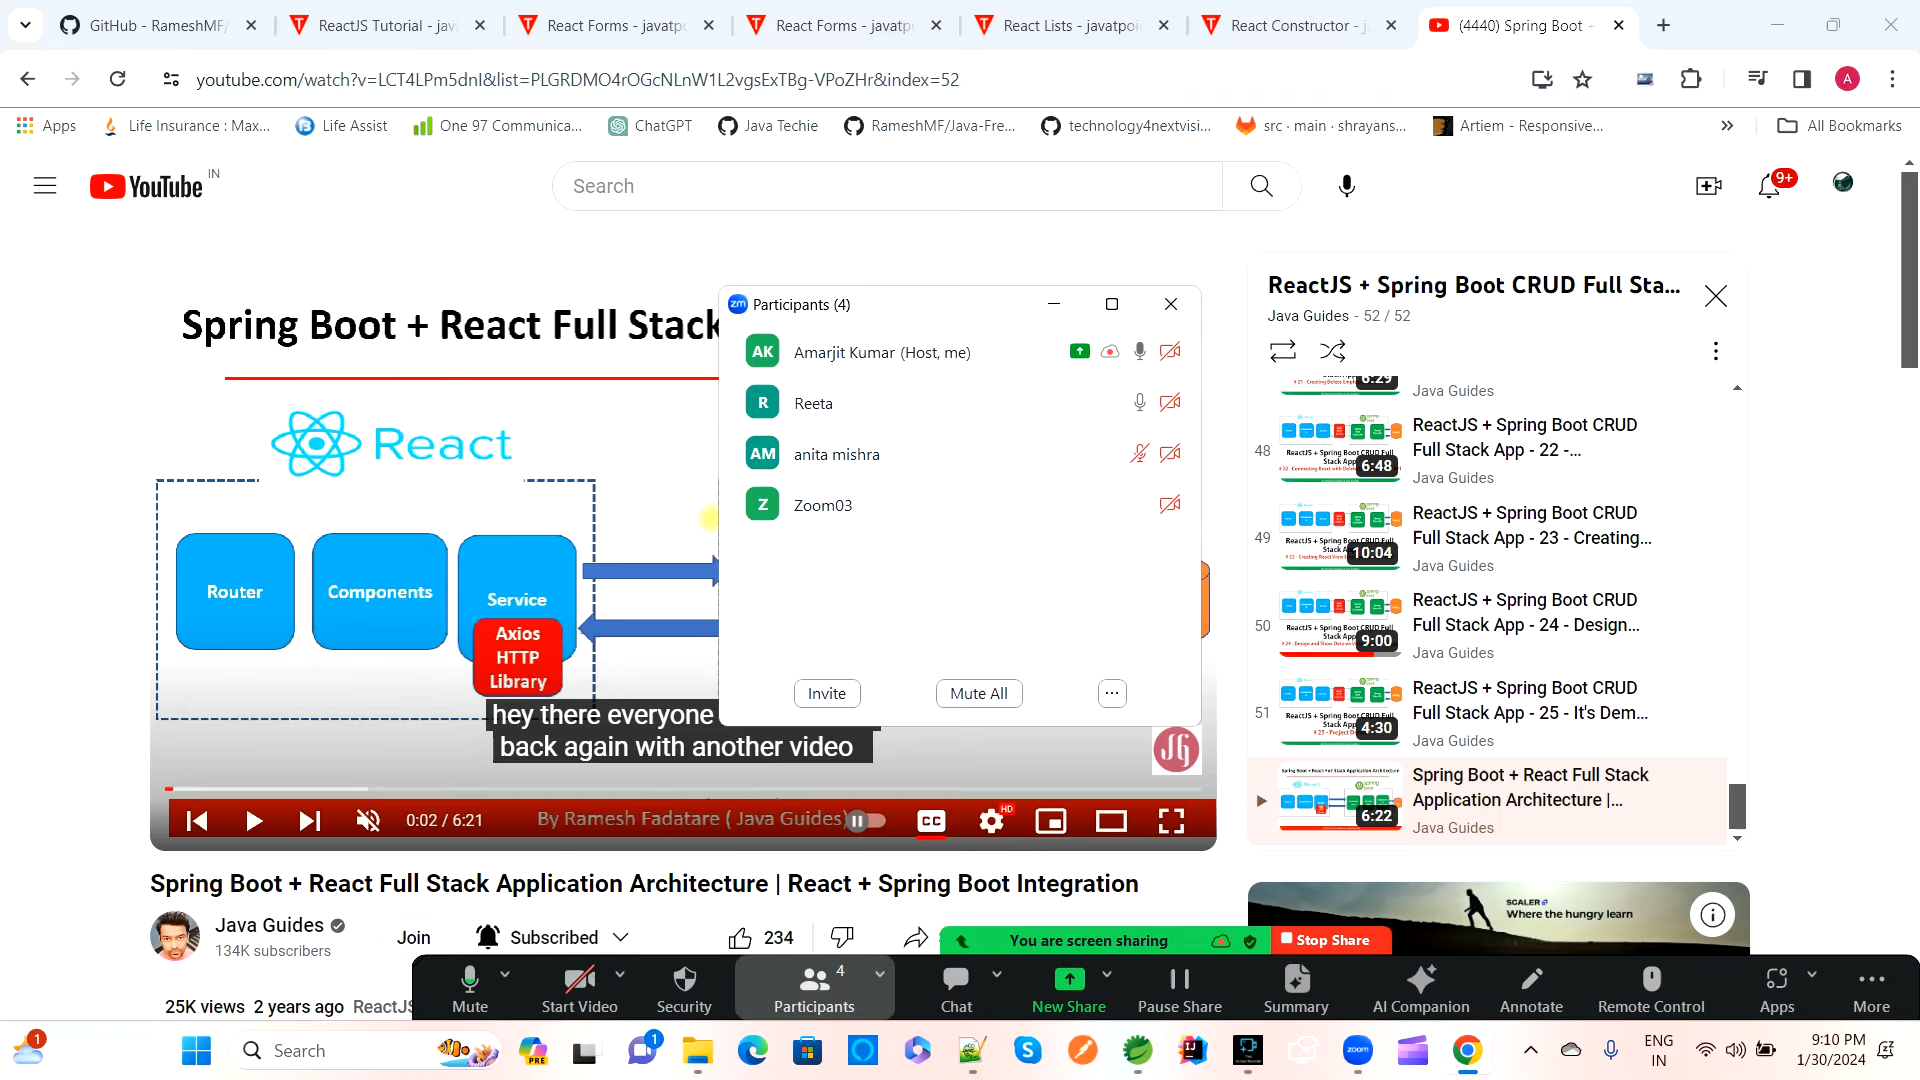 GitHub - RameshMF/
ReactJS Tutorial - jav
React Forms - javatpo
React Forms - javatp
React Lists - javatpoi
React Constructor - j
(4440) Spring Boot -
youtube.com/watch?v=LCT4LPm5dnI&list=PLGRDMO4rOGcNLnW1L2vgsExTBg-VPoZHr&index=52
A
Apps
Life Insurance : Max...
Life Assist
One 97 Communica...
ChatGPT
Java Techie
RameshMF/Java-Fre...
technology4nextvisi...
src · main · shrayans...
Artiem - Responsive...
All Bookmarks
YouTube IN
Search
9+
Spring Boot + React Full Stack
React
Router
Components
Service
Axios
HTTP
Library
hey there everyone
back again with another video
0:02 / 6:21
By Ramesh Fadatare ( Java Guides)
CC
HD
zm Participants (4)
AK Amarjit Kumar (Host, me)
R Reeta
AM anita mishra
Z Zoom03
Invite
Mute All
ReactJS + Spring Boot CRUD Full Sta...
Java Guides - 52 / 52
6:29
Java Guides
48
6:48
ReactJS + Spring Boot CRUD
Full Stack App - 22 -...
Java Guides
49
10:04
ReactJS + Spring Boot CRUD
Full Stack App - 23 - Creating...
Java Guides
50
9:00
ReactJS + Spring Boot CRUD
Full Stack App - 24 - Design...
Java Guides
51
4:30
ReactJS + Spring Boot CRUD
Full Stack App - 25 - It's Dem...
Java Guides
6:22
Spring Boot + React Full Stack
Application Architecture |...
Java Guides
Spring Boot + React Full Stack Application Architecture | React + Spring Boot Integration
Java Guides
134K subscribers
Join
Subscribed
234
25K views 2 years ago ReactJS
SCALER
Where the hungry learn
You are screen sharing
Stop Share
Mute
Start Video
Security
4
Participants
Chat
New Share
Pause Share
Summary
AI Companion
Annotate
Remote Control
Apps
More
1
Search
PRE
1
zoom
ENG
IN
9:10 PM
1/30/2024